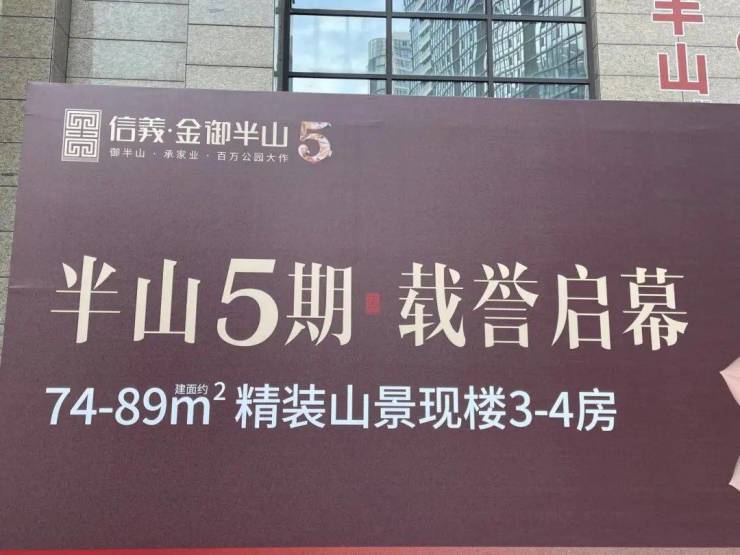 半山
信義·金御半山5
御半山·承家业·百万公园大作
半山5期·载誉启幕
建面约
74-89m² 精装山景现楼3-4房